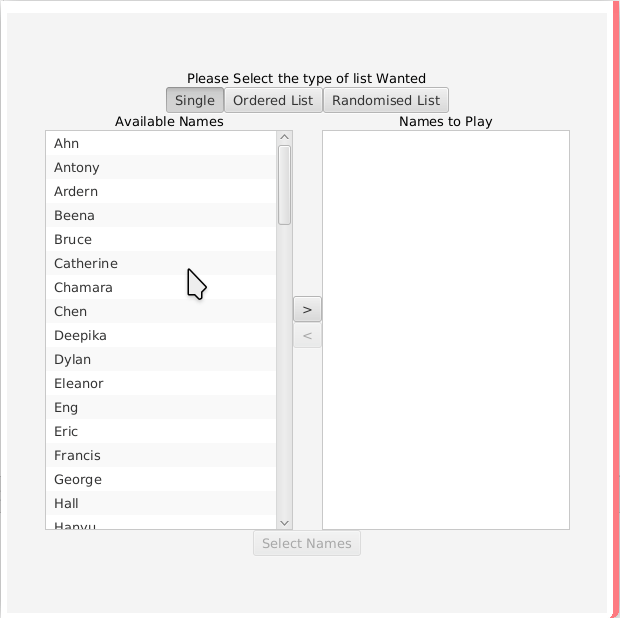 Please Select the type of list Wanted
Single Ordered List Randomised List
Available Names Names to Play
Ahn
Antony
Ardern
Beena
Bruce
Catherine
Chamara
>
Chen
<
Deepika
Dylan
Eleanor
Eng
Eric
Francis
George
Hall
Hanyu
Select Names